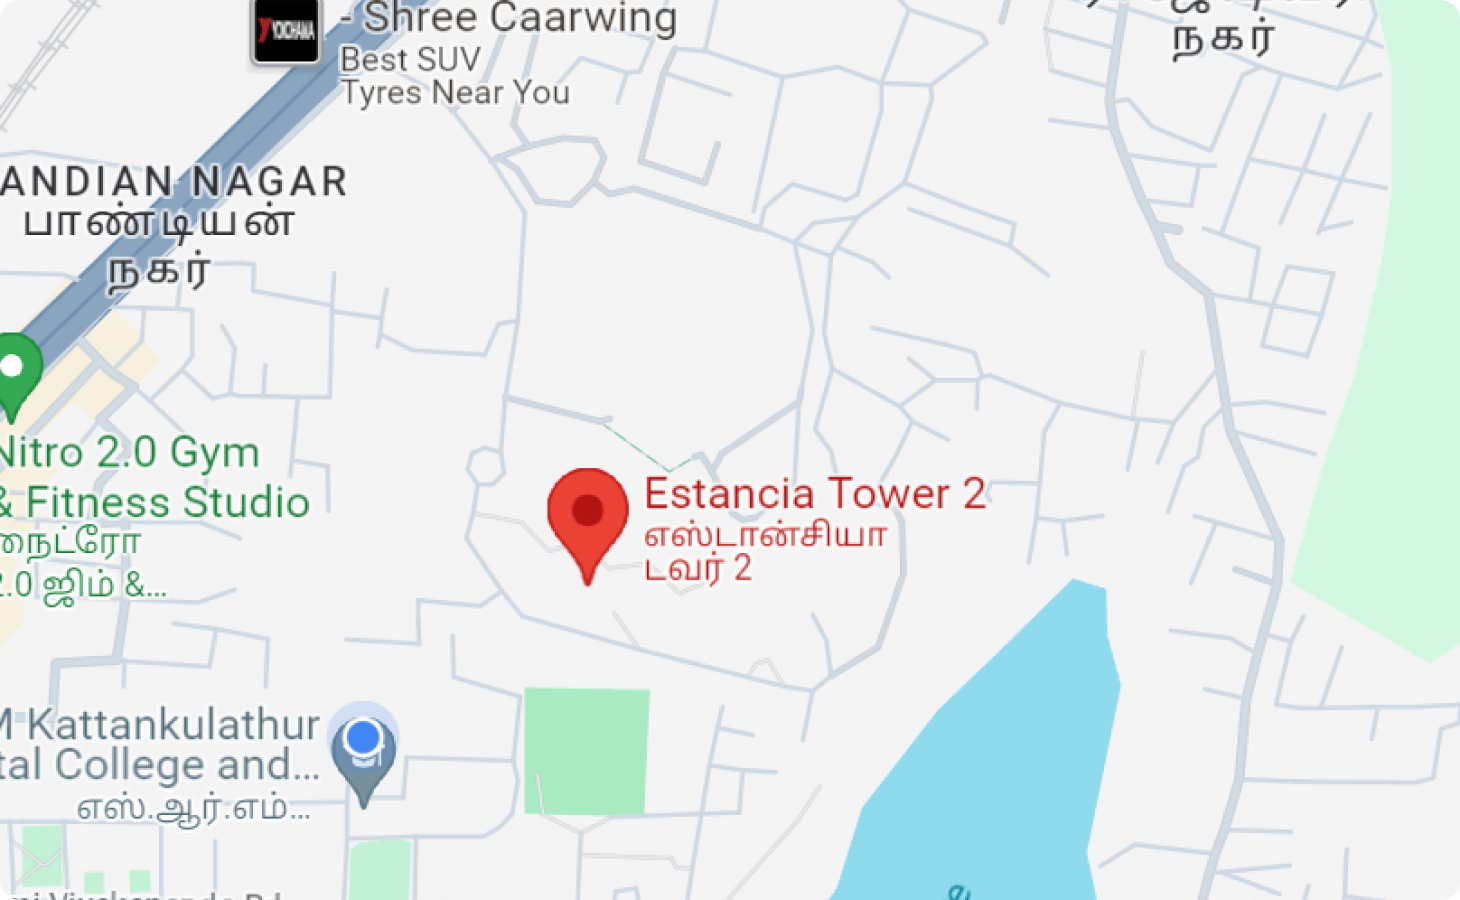 - Shree Caarwing
Best SUV
Tyres Near You
YOKOHAMA
நகர்
ANDIAN NAGAR
பாண்டியன்
நகர்
Nitro 2.0 Gym
& Fitness Studio
நைட்ரோ
2.0 ஜிம் &...
Estancia Tower 2
எஸ்டான்சியா
டவர் 2
M Kattankulathur
tal College and...
எஸ்.ஆர்.எம்...